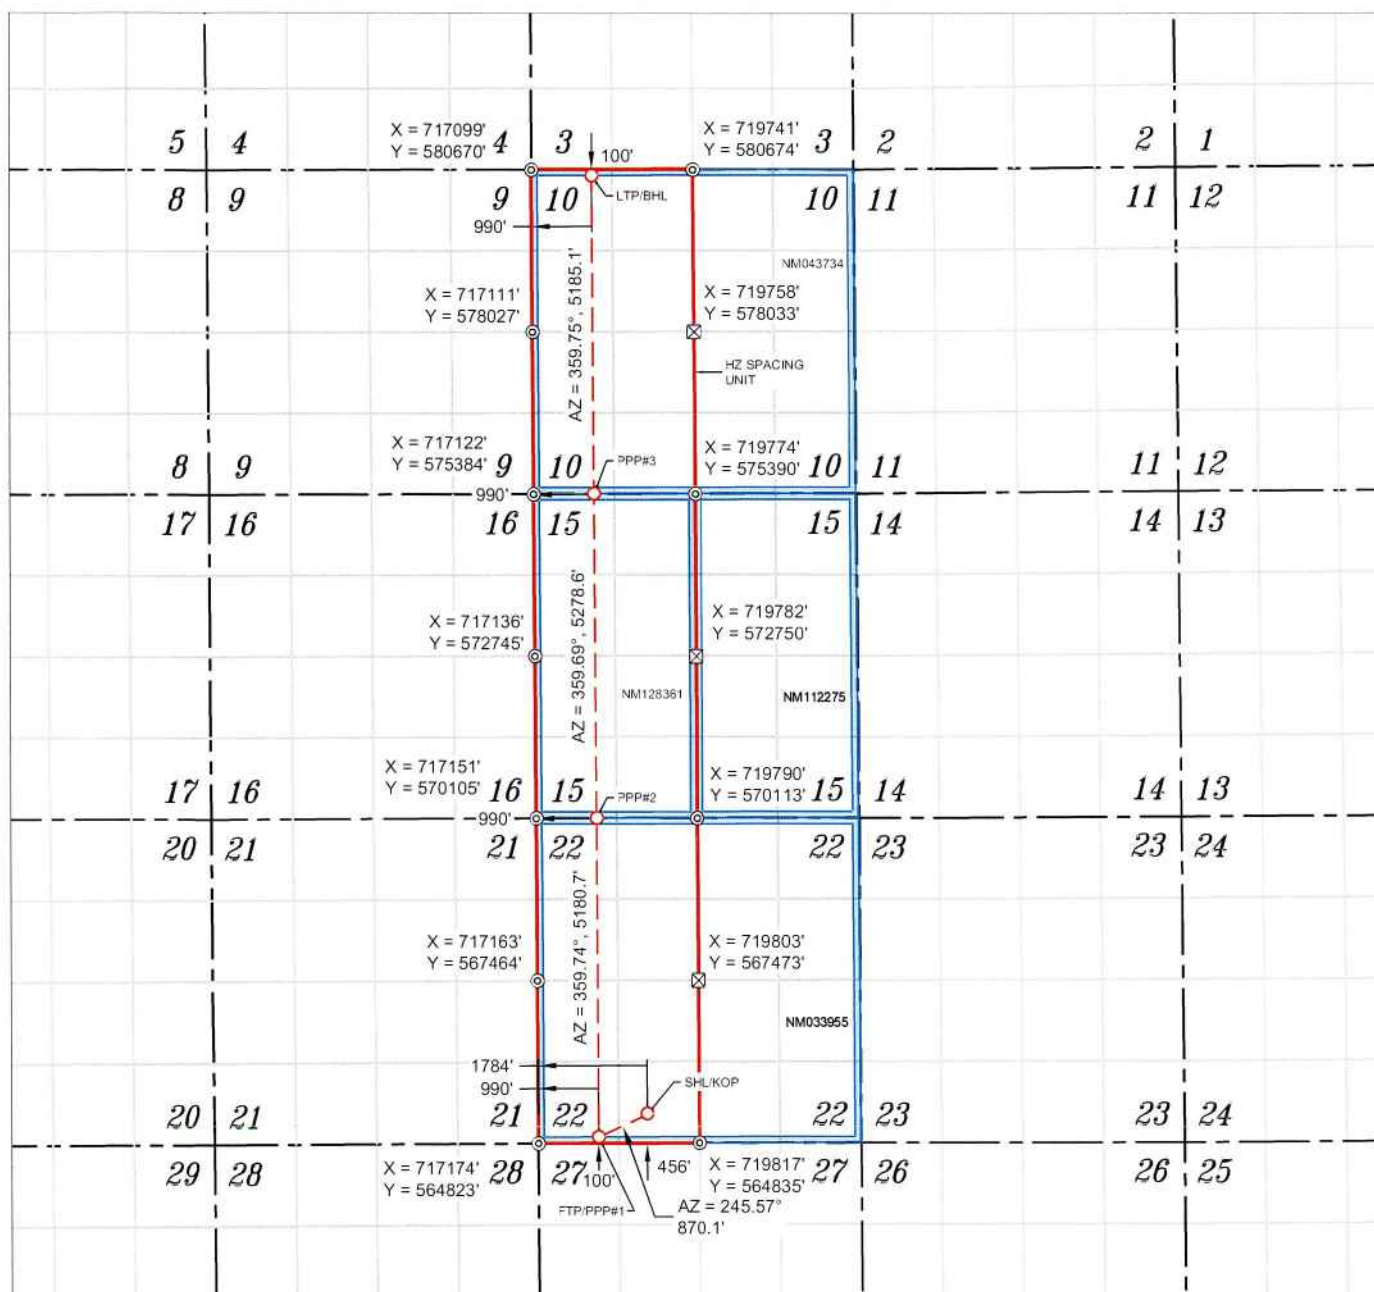 X = 717099'
Y = 580670'
X = 719741'
Y = 580674'
5 4
4 3
3 2
2 1
100'
8 9
9 10
10 11
11 12
LTP/BHL
990'
NM043734
AZ = 359.75°, 5185.1'
X = 717111'
Y = 578027'
X = 719758'
Y = 578033'
HZ SPACING
UNIT
X = 717122'
Y = 575384'
X = 719774'
Y = 575390'
8 9
9 10
10 11
11 12
PPP#3
990'
17 16
16 15
15 14
14 13
AZ = 359.69°, 5278.6'
X = 717136'
Y = 572745'
X = 719782'
Y = 572750'
NM128361
NM112275
X = 717151'
Y = 570105'
X = 719790'
Y = 570113'
17 16
16 15
15 14
14 13
PPP#2
990'
20 21
21 22
22 23
23 24
AZ = 359.74°, 5180.7'
X = 717163'
Y = 567464'
X = 719803'
Y = 567473'
NM033955
1784'
990'
SHL/KOP
20 21
21 22
22 23
23 24
29 28
28 27
27 26
26 25
100'
456'
X = 717174'
Y = 564823'
X = 719817'
Y = 564835'
FTP/PPP#1
AZ = 245.57°
870.1'